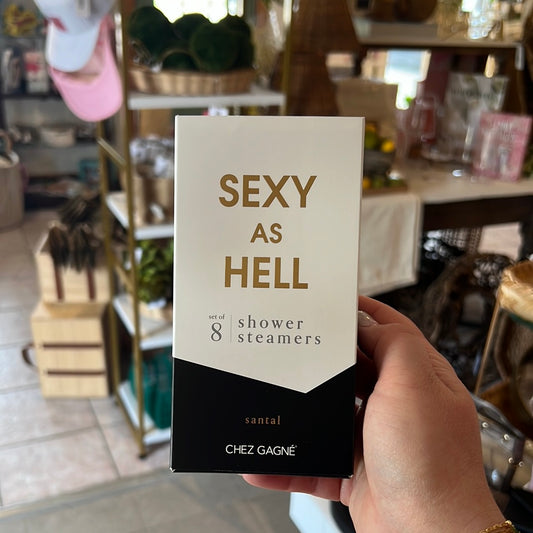 SEXY
AS
HELL
set of
8 | shower
steamers
santal
CHEZ GAGNÉ